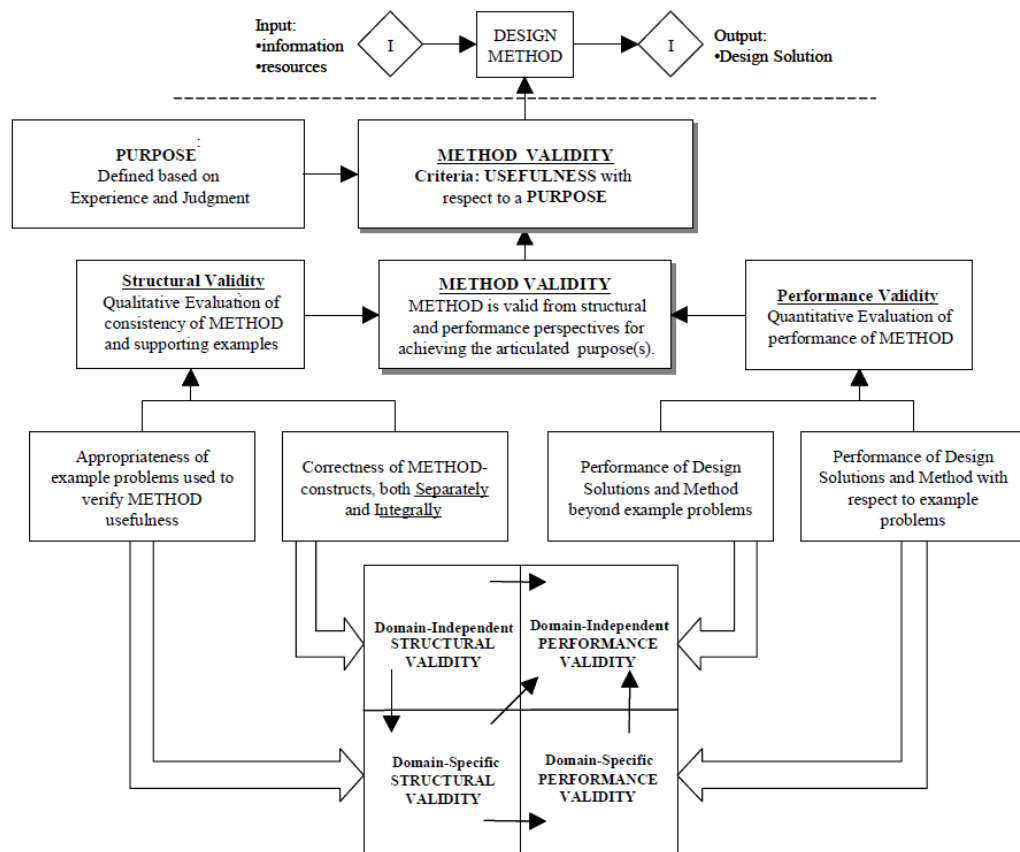 Input:
•information
•resources
I
DESIGN
METHOD
I
Output:
•Design Solution
:
PURPOSE
Defined based on
Experience and Judgment
METHOD VALIDITY
Criteria: USEFULNESS with
respect to a PURPOSE
Structural Validity
Qualitative Evaluation of
consistency of METHOD
and supporting examples
METHOD VALIDITY
METHOD is valid from structural
and performance perspectives for
achieving the articulated purpose(s).
Performance Validity
Quantitative Evaluation of
performance of METHOD
Appropriateness of
example problems used to
verify METHOD
usefulness
Correctness of METHOD-
constructs, both Separately
and Integrally
Performance of Design
Solutions and Method
beyond example problems
Performance of Design
Solutions and Method with
respect to example
problems
Domain-Independent
STRUCTURAL
VALIDITY
Domain-Independent
PERFORMANCE
VALIDITY
Domain-Specific
STRUCTURAL
VALIDITY
Domain-Specific
PERFORMANCE
VALIDITY